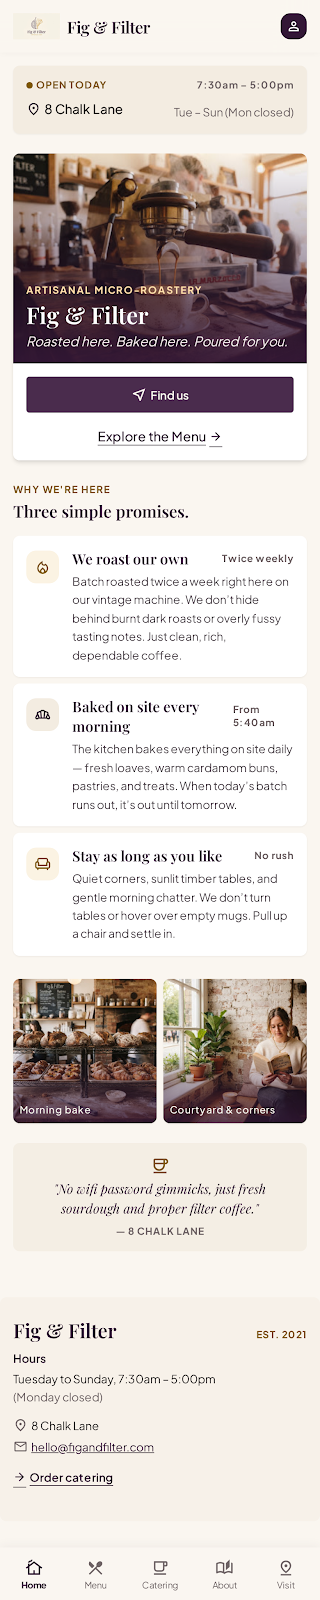 Fig & Filter
Fig & Filter
OPEN TODAY
7:30am – 5:00pm
8 Chalk Lane
Tue – Sun (Mon closed)
ARTISANAL MICRO-ROASTERY
Fig & Filter
Roasted here. Baked here. Poured for you.
Find us
Explore the Menu →
WHY WE'RE HERE
Three simple promises.
We roast our own
Twice weekly
Batch roasted twice a week right here on
our vintage machine. We don't hide
behind burnt dark roasts or overly fussy
tasting notes. Just clean, rich,
dependable coffee.
Baked on site every
morning
From
5:40am
The kitchen bakes everything on site daily
— fresh loaves, warm cardamom buns,
pastries, and treats. When today's batch
runs out, it's out until tomorrow.
Stay as long as you like
No rush
Quiet corners, sunlit timber tables, and
gentle morning chatter. We don't turn
tables or hover over empty mugs. Pull up
a chair and settle in.
Fig & Filter
Morning bake
Courtyard & corners
"No wifi password gimmicks, just fresh
sourdough and proper filter coffee."
— 8 CHALK LANE
Fig & Filter
EST. 2021
Hours
Tuesday to Sunday, 7:30am – 5:00pm
(Monday closed)
8 Chalk Lane
hello@figandfilter.com
→ Order catering
Home
Menu
Catering
About
Visit